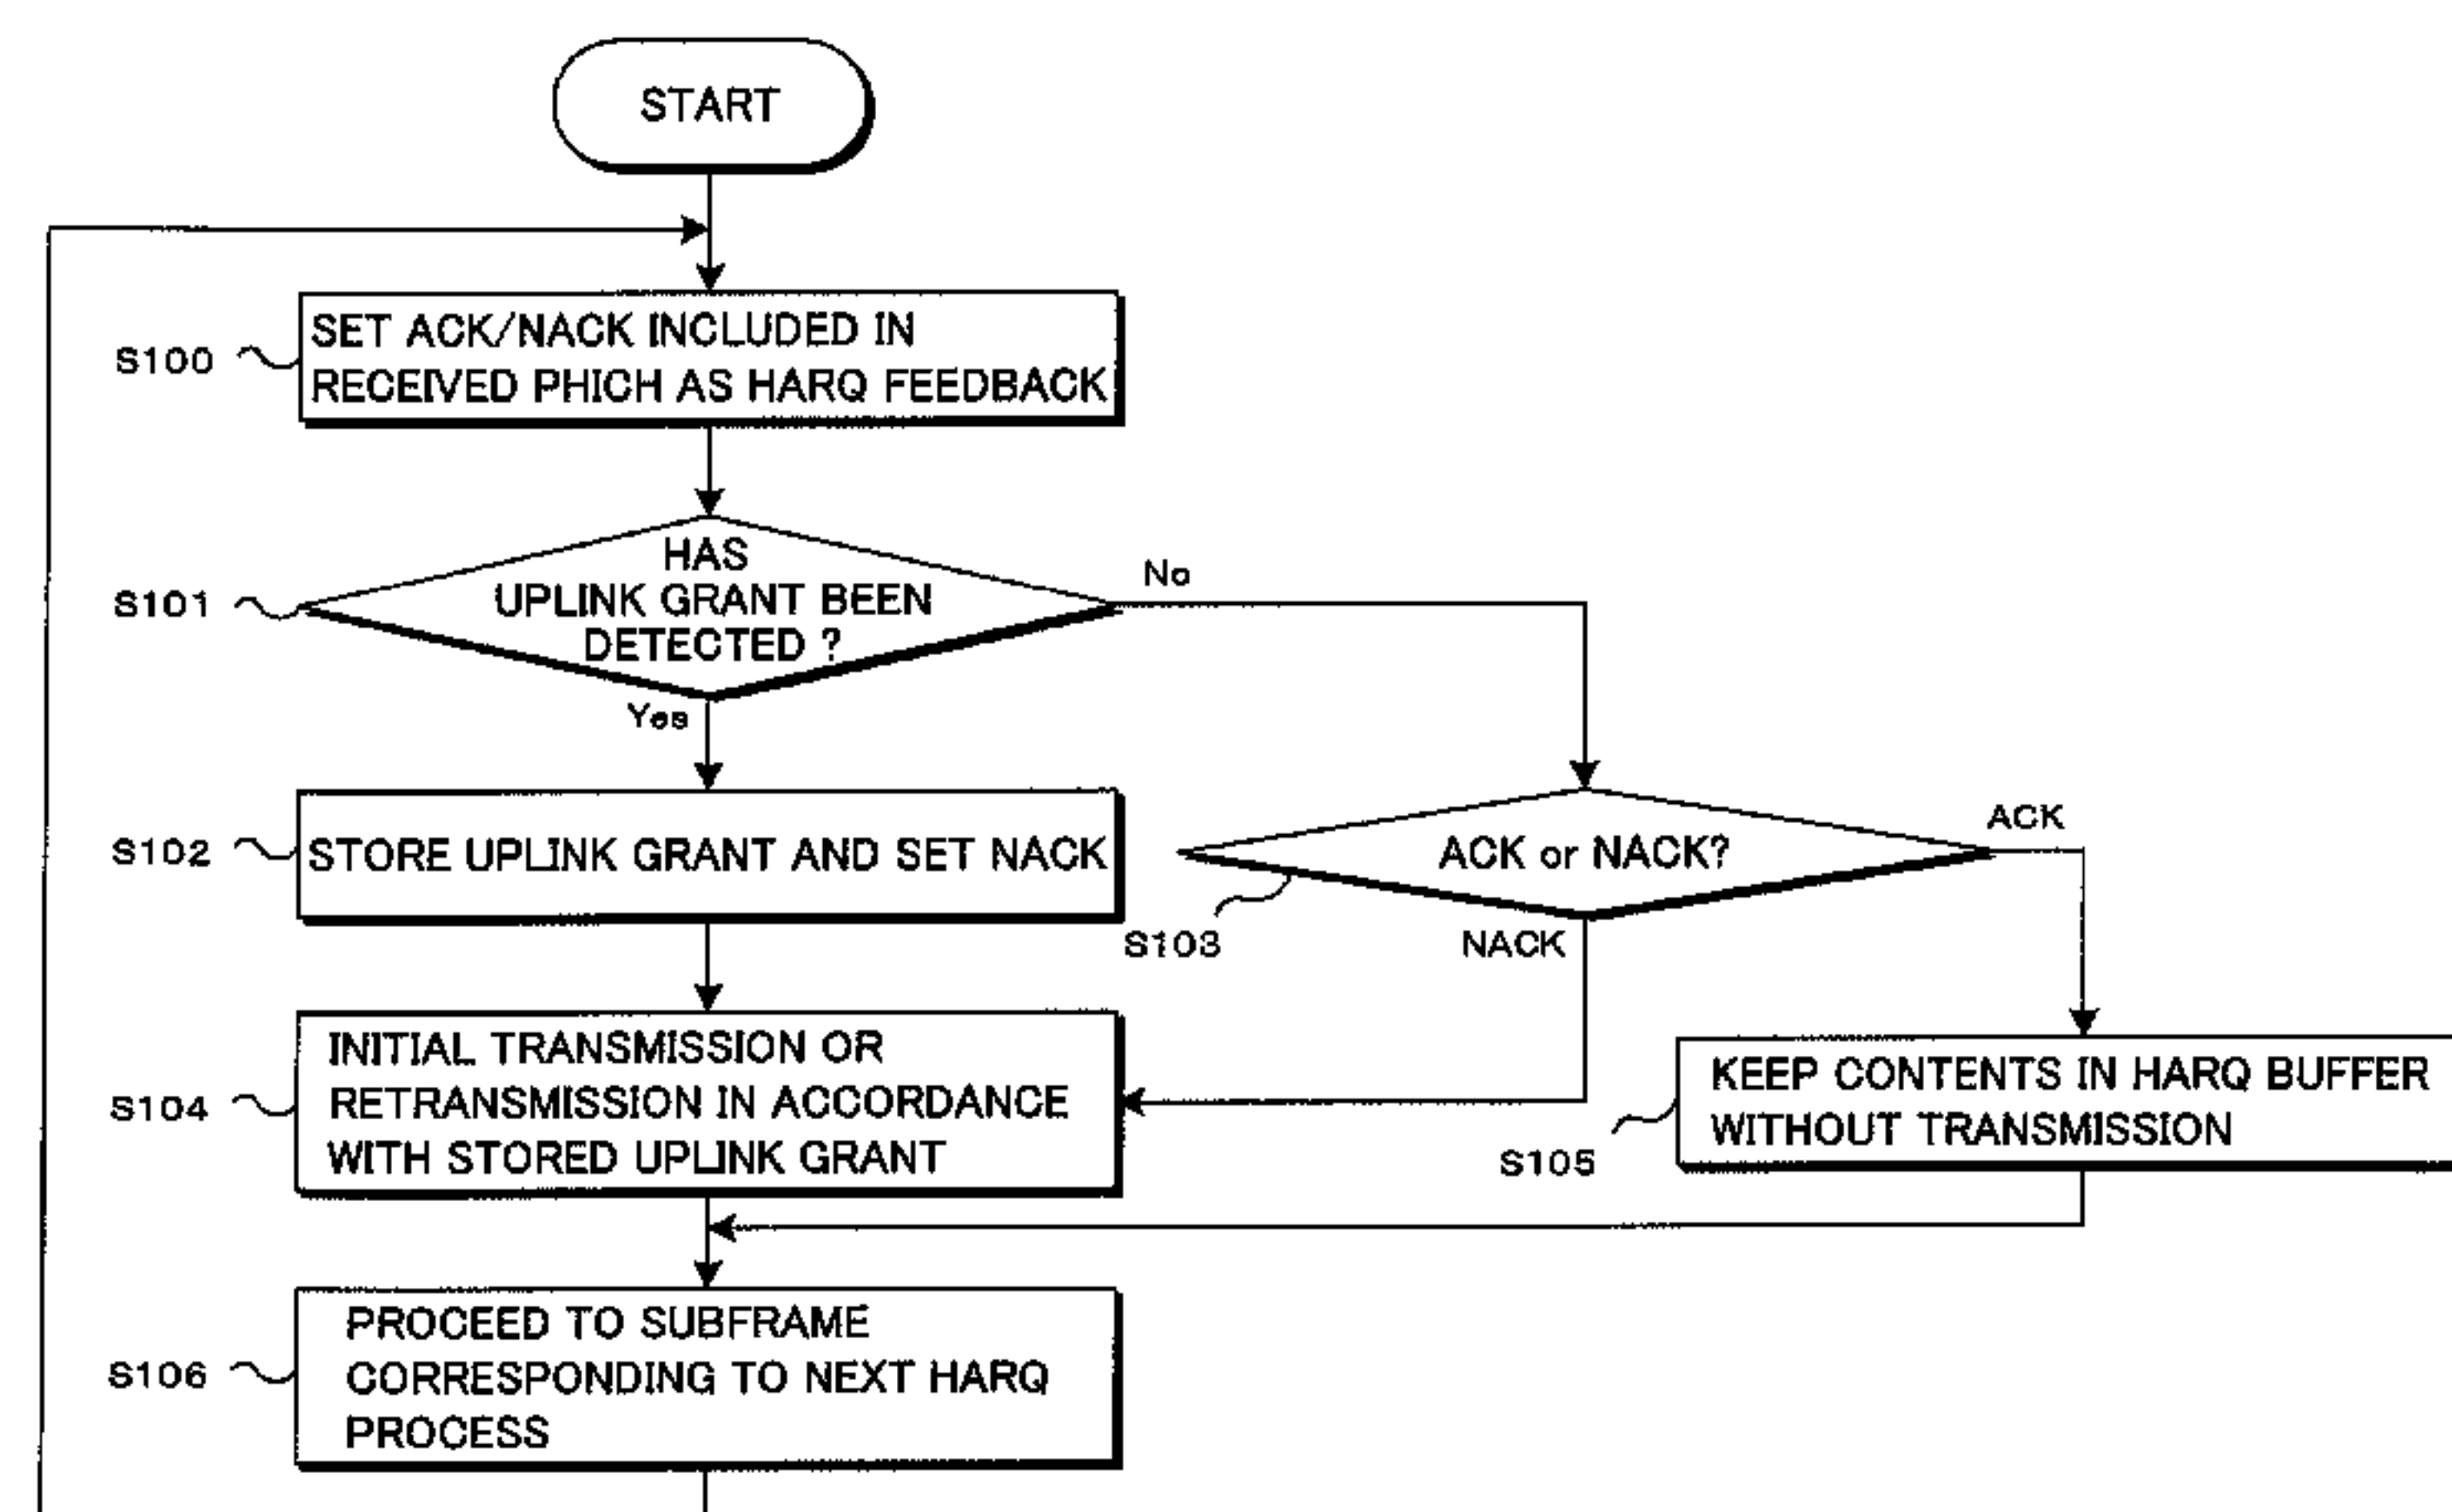 START
S100
SET ACK/NACK INCLUDED IN
RECEIVED PHICH AS HARQ FEEDBACK
S101
HAS
UPLINK GRANT BEEN
DETECTED ?
No
Yes
S102
STORE UPLINK GRANT AND SET NACK
S103
ACK or NACK?
ACK
NACK
S104
INITIAL TRANSMISSION OR
RETRANSMISSION IN ACCORDANCE
WITH STORED UPLINK GRANT
S105
KEEP CONTENTS IN HARQ BUFFER
WITHOUT TRANSMISSION
S106
PROCEED TO SUBFRAME
CORRESPONDING TO NEXT HARQ
PROCESS